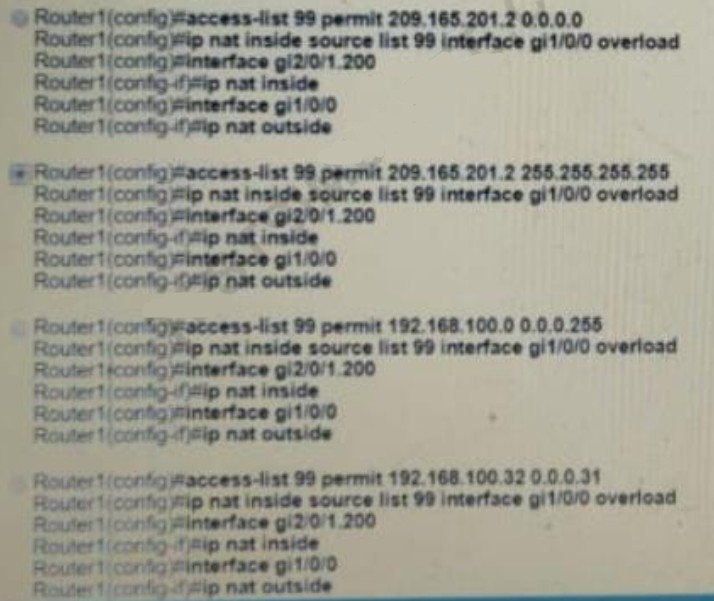 Router1(config)#access-list 99 permit 209.165.201.2 0.0.0.0
Router1(config)#ip nat inside source list 99 interface gi1/0/0 overload
Router1(config)#interface gi2/0/1.200
Router1(config-if)#ip nat inside
Router1(config)#interface gi1/0/0
Router1(config-if)#ip nat outside
Router1(config)#access-list 99 permit 209.165.201.2 255.255.255.255
Router1(config)#ip nat inside source list 99 interface gi1/0/0 overload
Router1(config)#interface gi2/0/1.200
Router1(config-if)#ip nat inside
Router1(config)#interface gi1/0/0
Router1(config-if)#ip nat outside
Router1(config)#access-list 99 permit 192.168.100.0 0.0.0.255
Router1(config)#ip nat inside source list 99 interface gi1/0/0 overload
Router1(config)#interface gi2/0/1.200
Router1(config-if)#ip nat inside
Router1(config)#interface gi1/0/0
Router1(config-if)#ip nat outside
Router1(config)#access-list 99 permit 192.168.100.32 0.0.0.31
Router1(config)#ip nat inside source list 99 interface gi1/0/0 overload
Router1(config)#interface gi2/0/1.200
Router1(config-if)#ip nat inside
Router1(config)#interface gi1/0/0
Router1(config-if)#ip nat outside